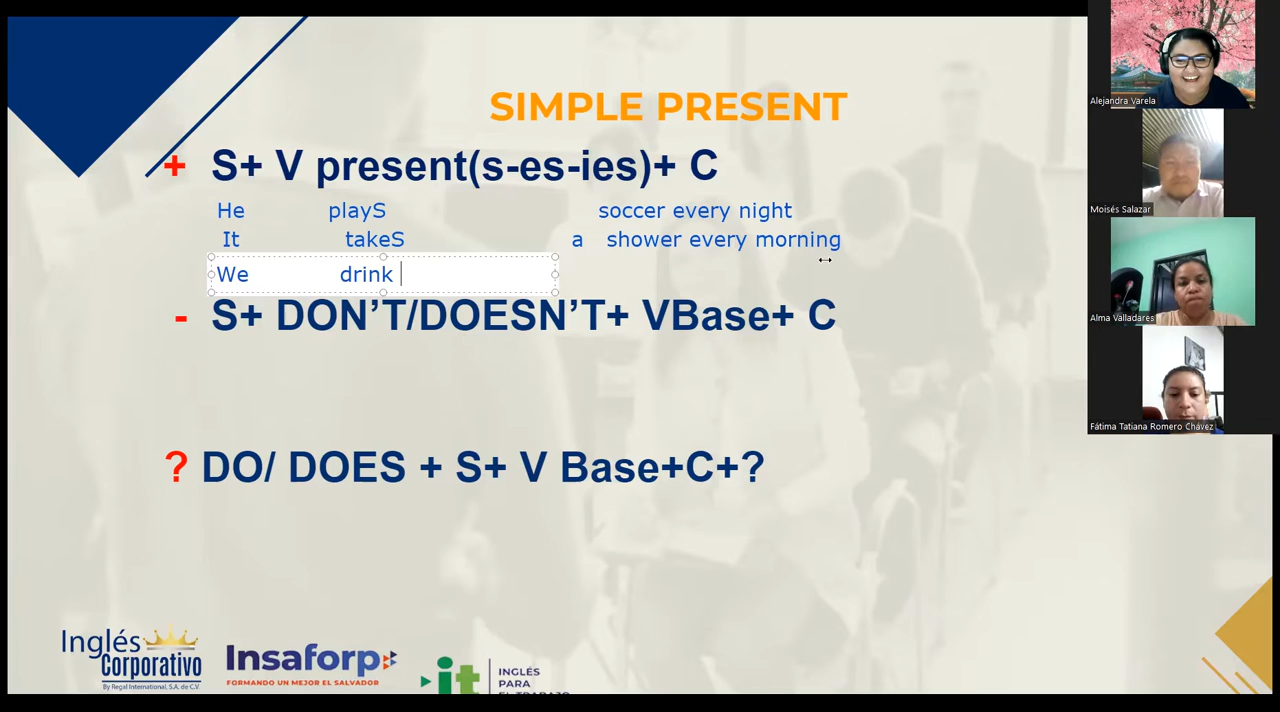 SIMPLE PRESENT
+ S+ V present(s-es-ies)+ C
He playS soccer every night
It takeS a shower every morning
We drink
- S+ DON'T/DOESN'T+ VBase+ C
? DO/ DOES + S+ V Base+C+?
Inglés
Corporativo
By Regal International, S.A. de C.V.
Insaforp
FORMANDO UN MEJOR EL SALVADOR
it
INGLÉS
PARA
EL TRABAJO
Alejandra Varela
Moisés Salazar
Alma Valladares
Fátima Tatiana Romero Chávez